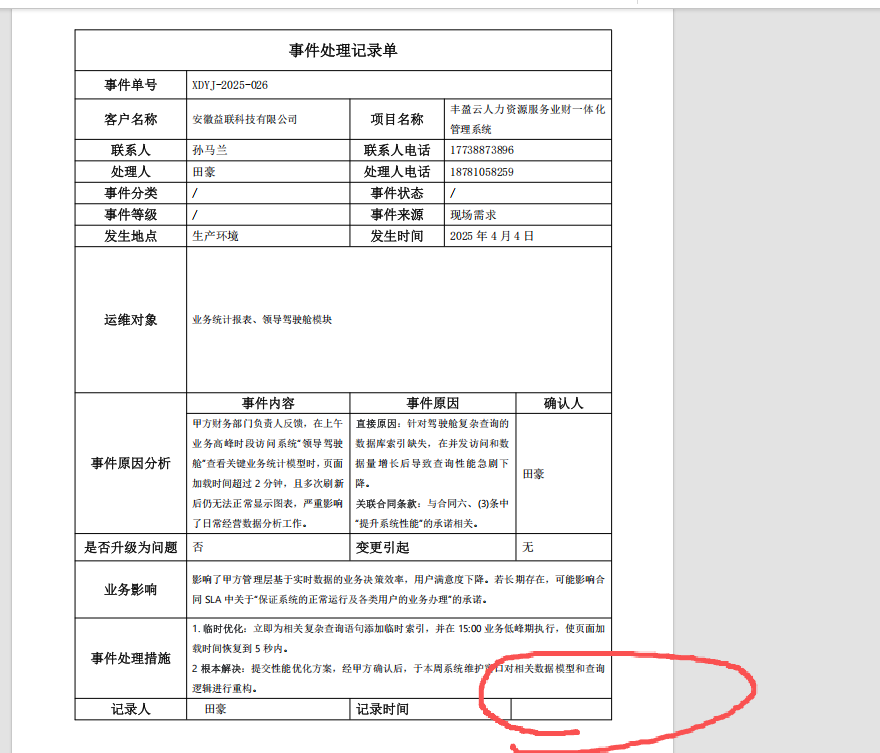 事件处理记录单
事件单号 XDYJ-2025-026
客户名称 安徽益联科技有限公司 项目名称 丰盈云人力资源服务业财一体化
管理系统
联系人 孙马兰 联系人电话 17738873896
处理人 田豪 处理人电话 18781058259
事件分类 / 事件状态 /
事件等级 / 事件来源 现场需求
发生地点 生产环境 发生时间 2025 年 4 月 4 日
运维对象 业务统计报表、领导驾驶舱模块
事件原因分析
事件内容 事件原因 确认人
甲方财务部门负责人反馈，在上午
业务高峰时段访问系统“领导驾驶
舱”查看关键业务统计模型时，页面
加载时间超过 2 分钟，且多次刷新
后仍无法正常显示图表，严重影响
了日常经营数据分析工作。
直接原因：针对驾驶舱复杂查询的
数据库索引缺失，在并发访问和数
据量增长后导致查询性能急剧下
降。
关联合同条款：与合同六、(3)条中
“提升系统性能”的承诺相关。
田豪
是否升级为问题 否 变更引起 无
业务影响
影响了甲方管理层基于实时数据的业务决策效率，用户满意度下降。若长期存在，可能影响合
同 SLA 中关于“保证系统的正常运行及各类用户的业务办理”的承诺。
事件处理措施
1. 临时优化：立即为相关复杂查询语句添加临时索引，并在 15:00 业务低峰期执行，使页面加
载时间恢复到 5 秒内。
2 根本解决：提交性能优化方案，经甲方确认后，于本周系统维护窗口对相关数据模型和查询
逻辑进行重构。
记录人 田豪 记录时间